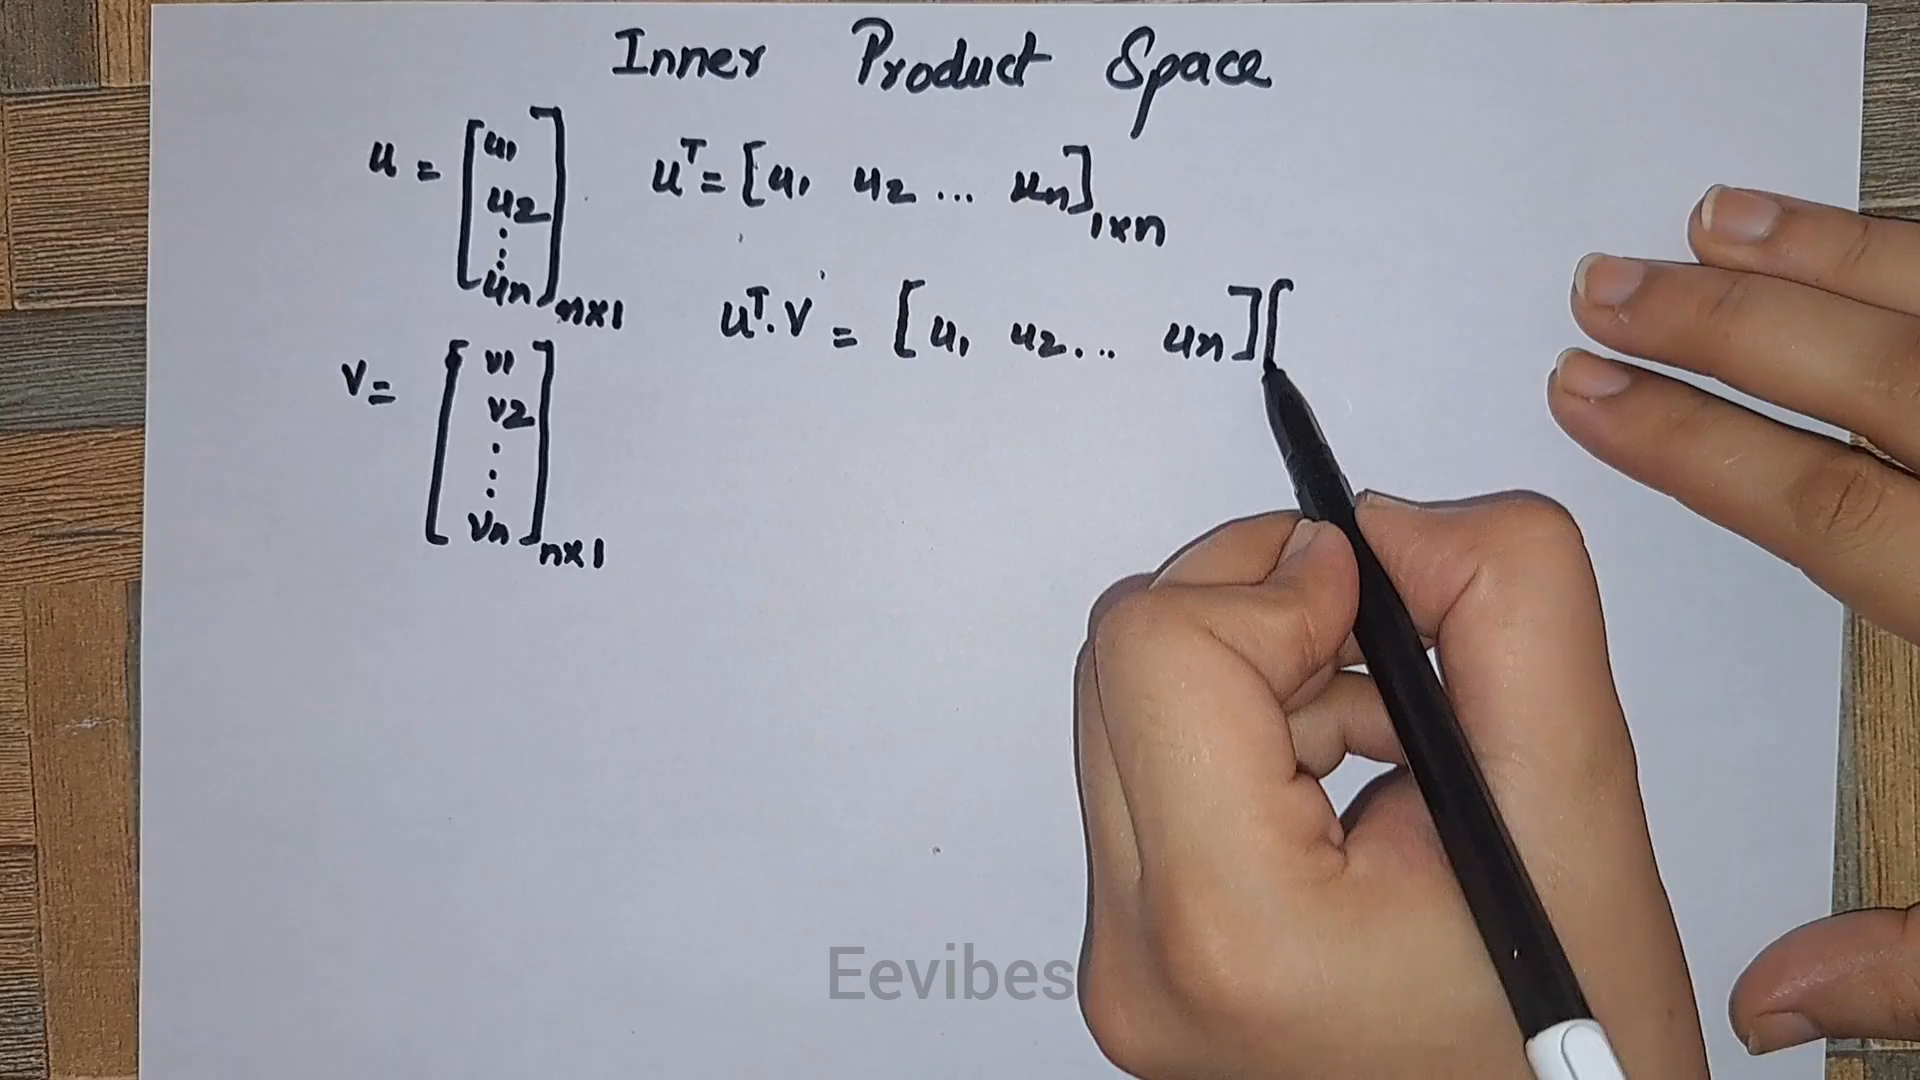 Inner Product Space
u = [u1 u2 ⋮ un]n×1 uᵀ = [u1 u2 ... un]1×n
uᵀ.v = [u1 u2 ... un][
v = [v1 v2 ⋮ vn]n×1
Eevibes